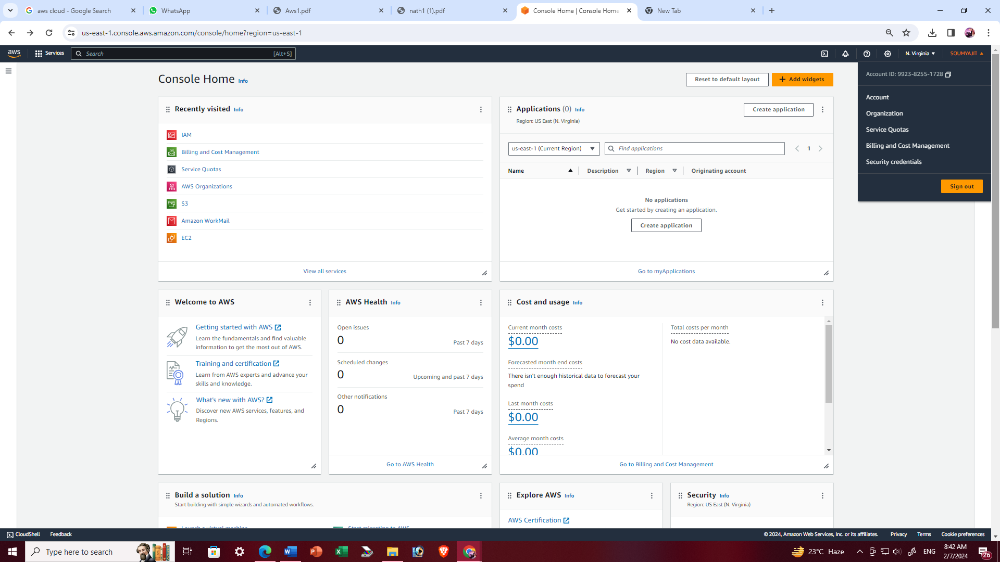 aws cloud - Google Search
WhatsApp
Aws1.pdf
nath1 (1).pdf
Console Home | Console Home
New Tab
us-east-1.console.aws.amazon.com/console/home?region=us-east-1
aws
Services
Search
[Alt+S]
N. Virginia
SOUMYAJIT
Account ID: 9923-8255-1728
Account
Organization
Service Quotas
Billing and Cost Management
Security credentials
Sign out
Console Home Info
Reset to default layout
Add widgets
Recently visited Info
IAM
Billing and Cost Management
Service Quotas
AWS Organizations
S3
Amazon WorkMail
EC2
View all services
Applications (0) Info
Region: US East (N. Virginia)
Create application
us-east-1 (Current Region)
Find applications
1
Name
Description
Region
Originating account
No applications
Get started by creating an application.
Create application
Go to myApplications
Welcome to AWS
Getting started with AWS
Learn the fundamentals and find valuable
information to get the most out of AWS.
Training and certification
Learn from AWS experts and advance your
skills and knowledge.
What's new with AWS?
Discover new AWS services, features, and
Regions.
AWS Health Info
Open issues
0
Past 7 days
Scheduled changes
0
Upcoming and past 7 days
Other notifications
0
Past 7 days
Go to AWS Health
Cost and usage Info
Current month costs
$0.00
Forecasted month end costs
There isn't enough historical data to forecast your
spend
Last month costs
$0.00
Average month costs
$0.00
Total costs per month
No cost data available.
Go to Billing and Cost Management
Build a solution Info
Start building with simple wizards and automated workflows.
Launch a virtual machine
Start migrating to AWS
Explore AWS Info
AWS Certification
Security Info
Region: US East (N. Virginia)
CloudShell
Feedback
© 2024, Amazon Web Services, Inc. or its affiliates.
Privacy
Terms
Cookie preferences
Type here to search
23°C Haze
ENG
8:42 AM
2/7/2024
26